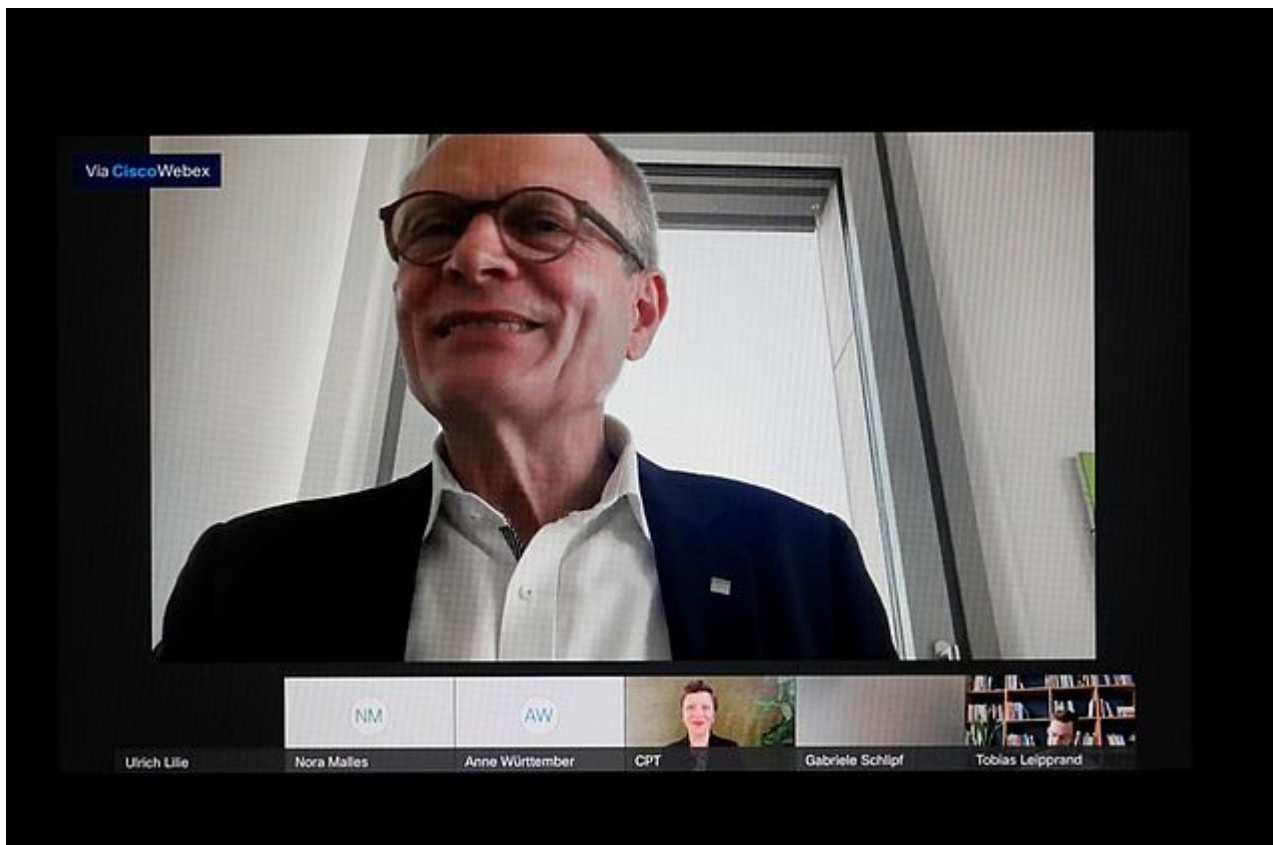 Via CiscoWebex
NM
AW
Ulrich Lilie
Nora Malles
Anne Württember
CPT
Gabriele Schlipf
Tobias Leipprand